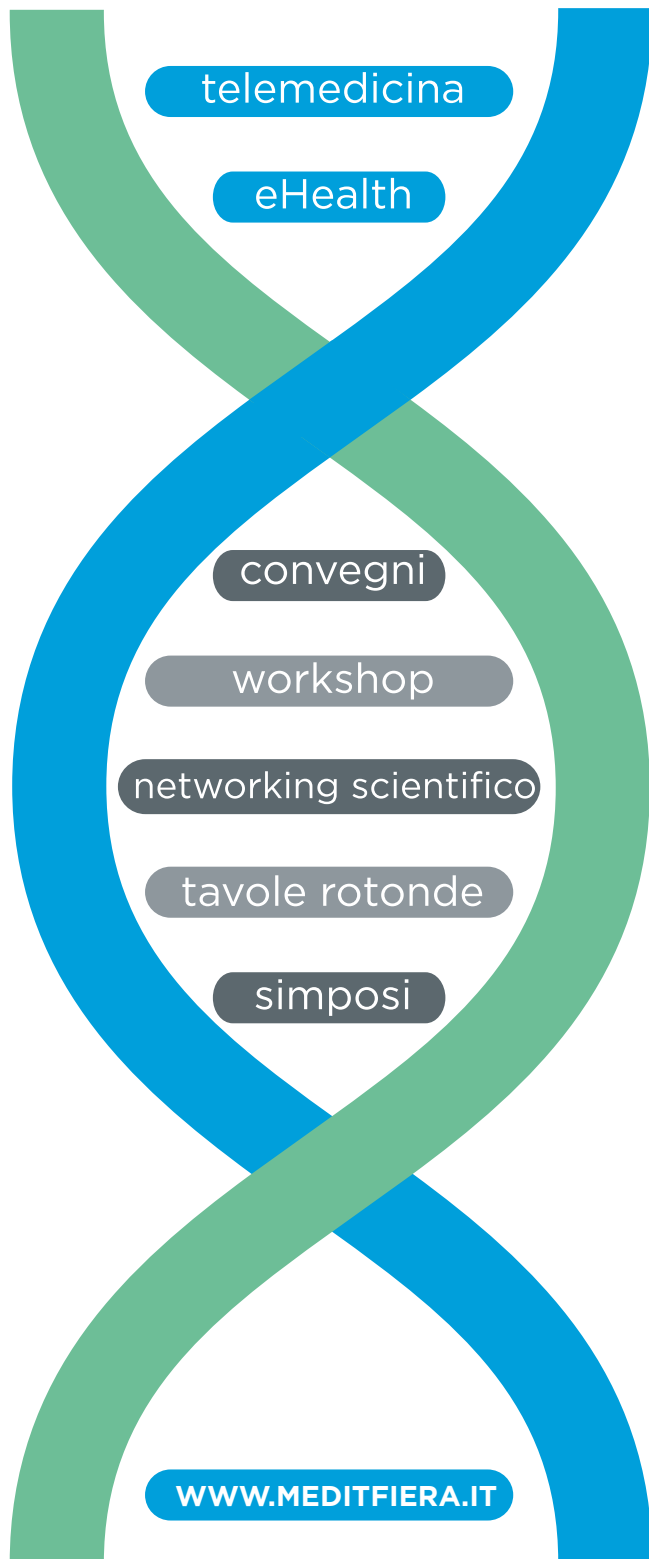 telemedicina
eHealth
convegni
workshop
networking scientifico
tavole rotonde
simposi
WWW.MEDITFIERA.IT